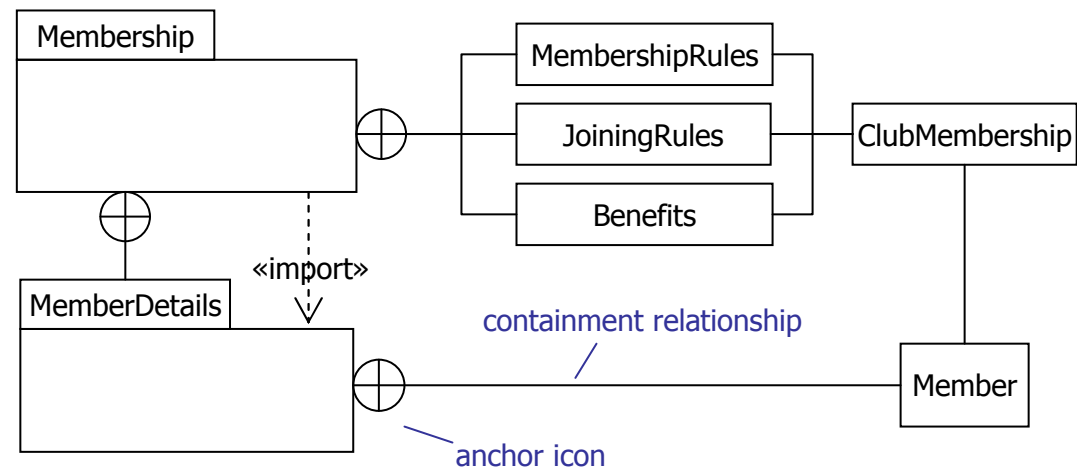 Membership
MembershipRules
JoiningRules
ClubMembership
Benefits
«import»
MemberDetails
containment relationship
Member
anchor icon